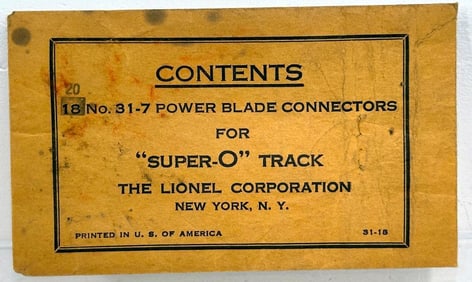 CONTENTS
20
18 No. 31-7 POWER BLADE CONNECTORS
FOR
"SUPER-O" TRACK
THE LIONEL CORPORATION
NEW YORK, N. Y.
PRINTED IN U. S. OF AMERICA 31-18